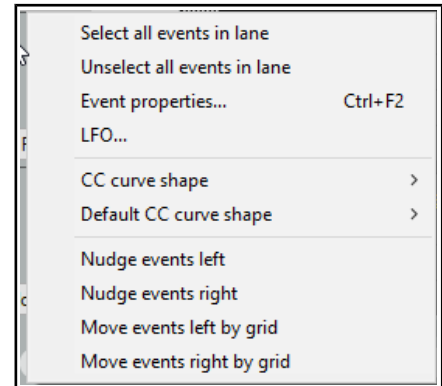 Select all events in lane
Unselect all events in lane
Event properties... Ctrl+F2
LFO...
CC curve shape
Default CC curve shape
Nudge events left
Nudge events right
Move events left by grid
Move events right by grid